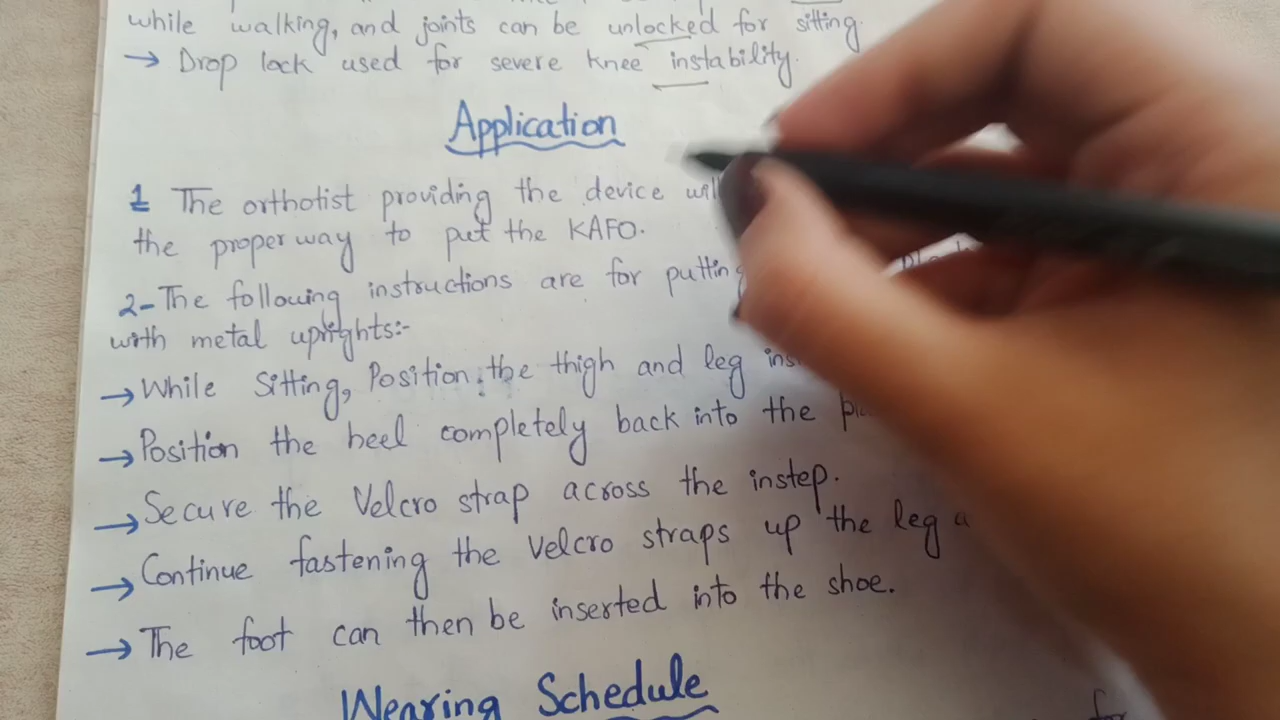 while walking, and joints can be unlocked for sitting.
→ Drop lock used for severe knee instability.
Application
1 The orthotist providing the device
the proper way to put the KAFO.
2- The following instructions are for putting
with metal uprights:-
→ While Sitting, Position the thigh and leg
→ Position the heel completely back into the
→ Secure the Velcro strap across the instep.
→ Continue fastening the Velcro straps up the leg
→ The foot can then be inserted into the shoe.
Wearing Schedule
for